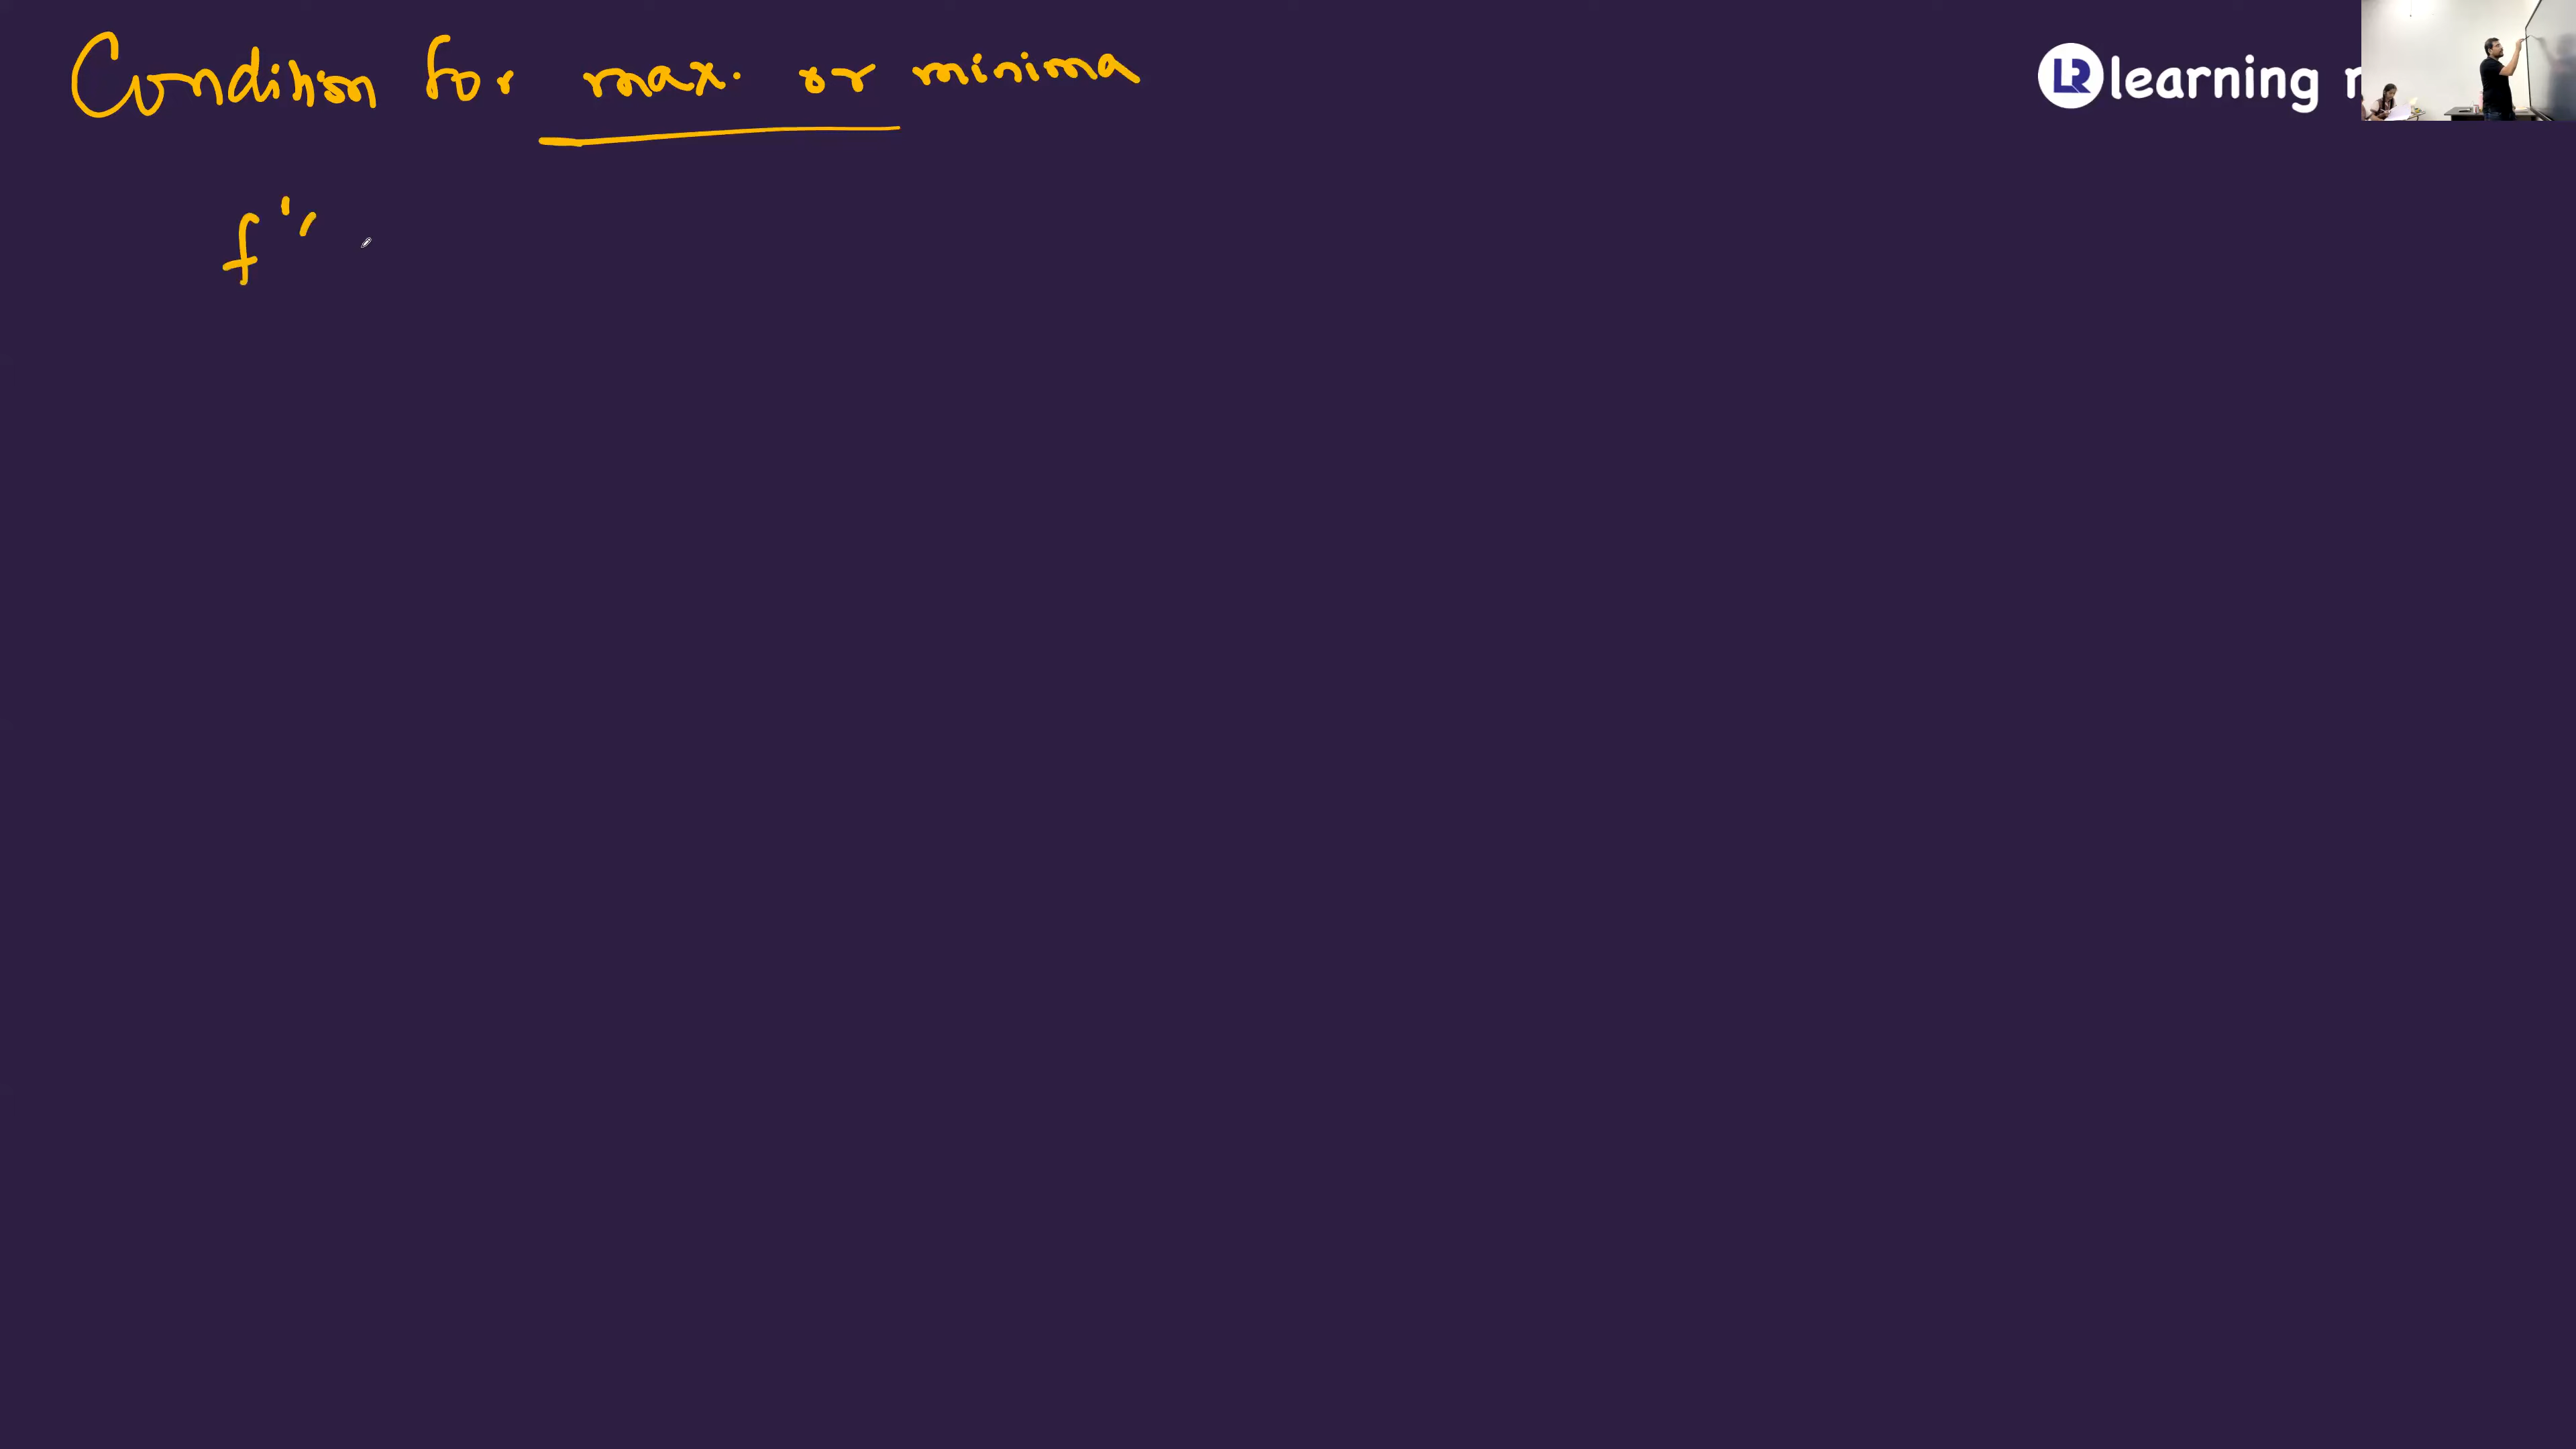 Condition for max. or minima
learning
f '(